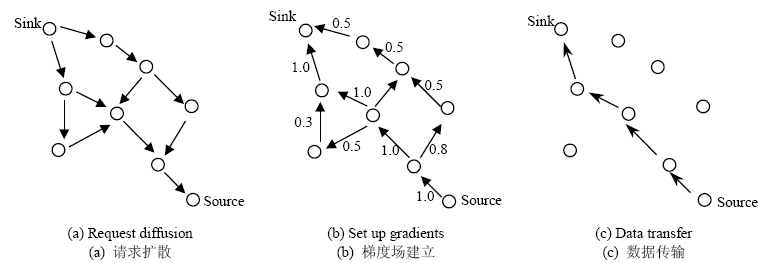 Sink
Source
(a) Request diffusion
(a) 请求扩散
Sink
0.5
0.5
1.0
1.0
0.5
0.3
0.5
1.0
0.8
1.0
Source
(b) Set up gradients
(b) 梯度场建立
Sink
Source
(c) Data transfer
(c) 数据传输